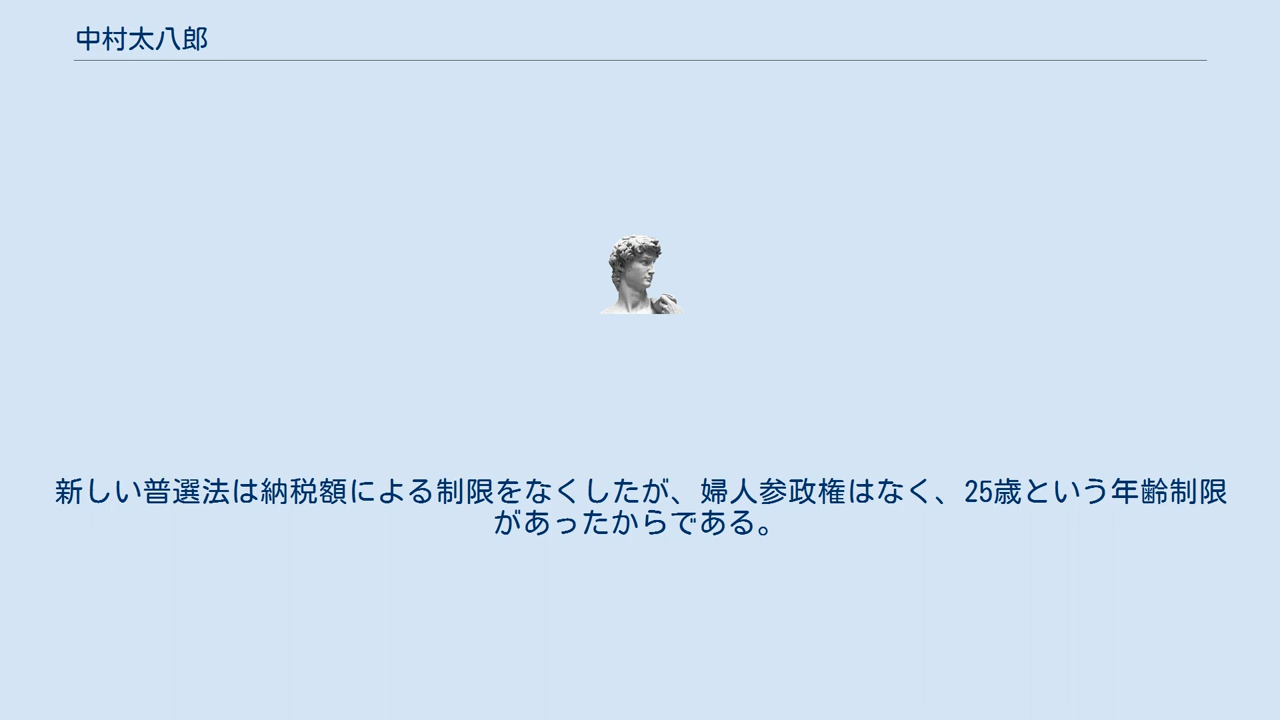 中村太八郎
新しい普選法は納税額による制限をなくしたが、婦人参政権はなく、25歳という年齢制限
があったからである。